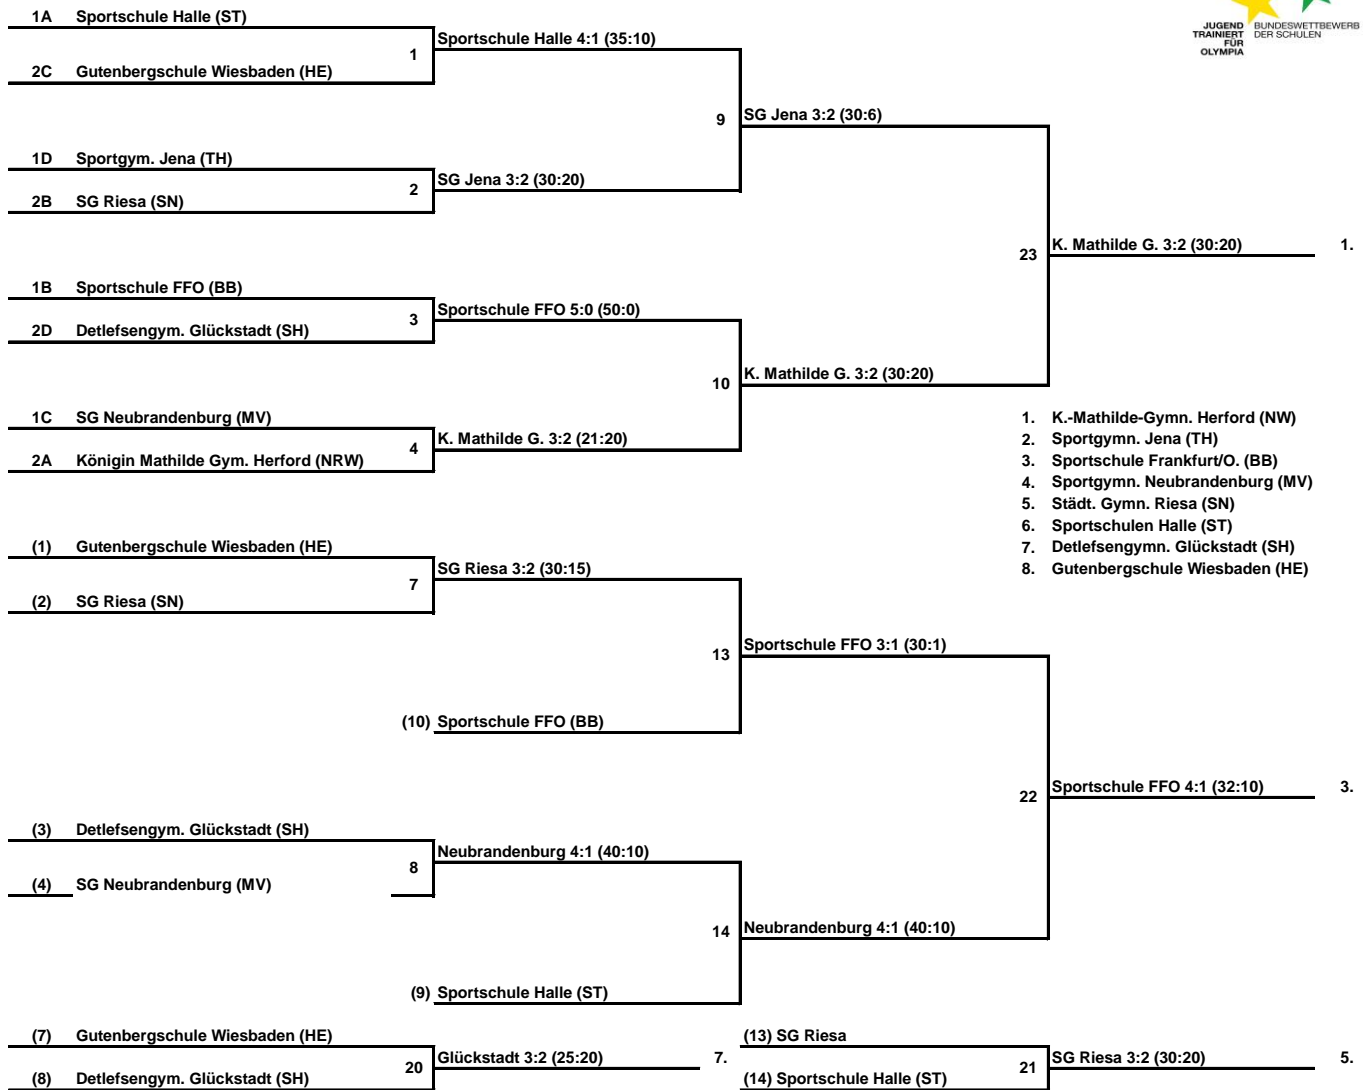 1A Sportschule Halle (ST)
JUGEND TRAINIERT FÜR OLYMPIA
BUNDESWETTBEWERB DER SCHULEN
Sportschule Halle 4:1 (35:10)
1
2C Gutenbergschule Wiesbaden (HE)
9 SG Jena 3:2 (30:6)
1D Sportgym. Jena (TH)
2 SG Jena 3:2 (30:20)
2B SG Riesa (SN)
23 K. Mathilde G. 3:2 (30:20) 1.
1B Sportschule FFO (BB)
3 Sportschule FFO 5:0 (50:0)
2D Detlefsengym. Glückstadt (SH)
10 K. Mathilde G. 3:2 (30:20)
1C SG Neubrandenburg (MV)
4 K. Mathilde G. 3:2 (21:20)
2A Königin Mathilde Gym. Herford (NRW)
1. K.-Mathilde-Gymn. Herford (NW)
2. Sportgymn. Jena (TH)
3. Sportschule Frankfurt/O. (BB)
4. Sportgymn. Neubrandenburg (MV)
5. Städt. Gymn. Riesa (SN)
6. Sportschulen Halle (ST)
7. Detlefsengymn. Glückstadt (SH)
8. Gutenbergschule Wiesbaden (HE)
(1) Gutenbergschule Wiesbaden (HE)
7 SG Riesa 3:2 (30:15)
(2) SG Riesa (SN)
13 Sportschule FFO 3:1 (30:1)
(10) Sportschule FFO (BB)
22 Sportschule FFO 4:1 (32:10) 3.
(3) Detlefsengym. Glückstadt (SH)
8 Neubrandenburg 4:1 (40:10)
(4) SG Neubrandenburg (MV)
14 Neubrandenburg 4:1 (40:10)
(9) Sportschule Halle (ST)
(7) Gutenbergschule Wiesbaden (HE)
20 Glückstadt 3:2 (25:20) 7.
(8) Detlefsengym. Glückstadt (SH)
(13) SG Riesa
21 SG Riesa 3:2 (30:20) 5.
(14) Sportschule Halle (ST)